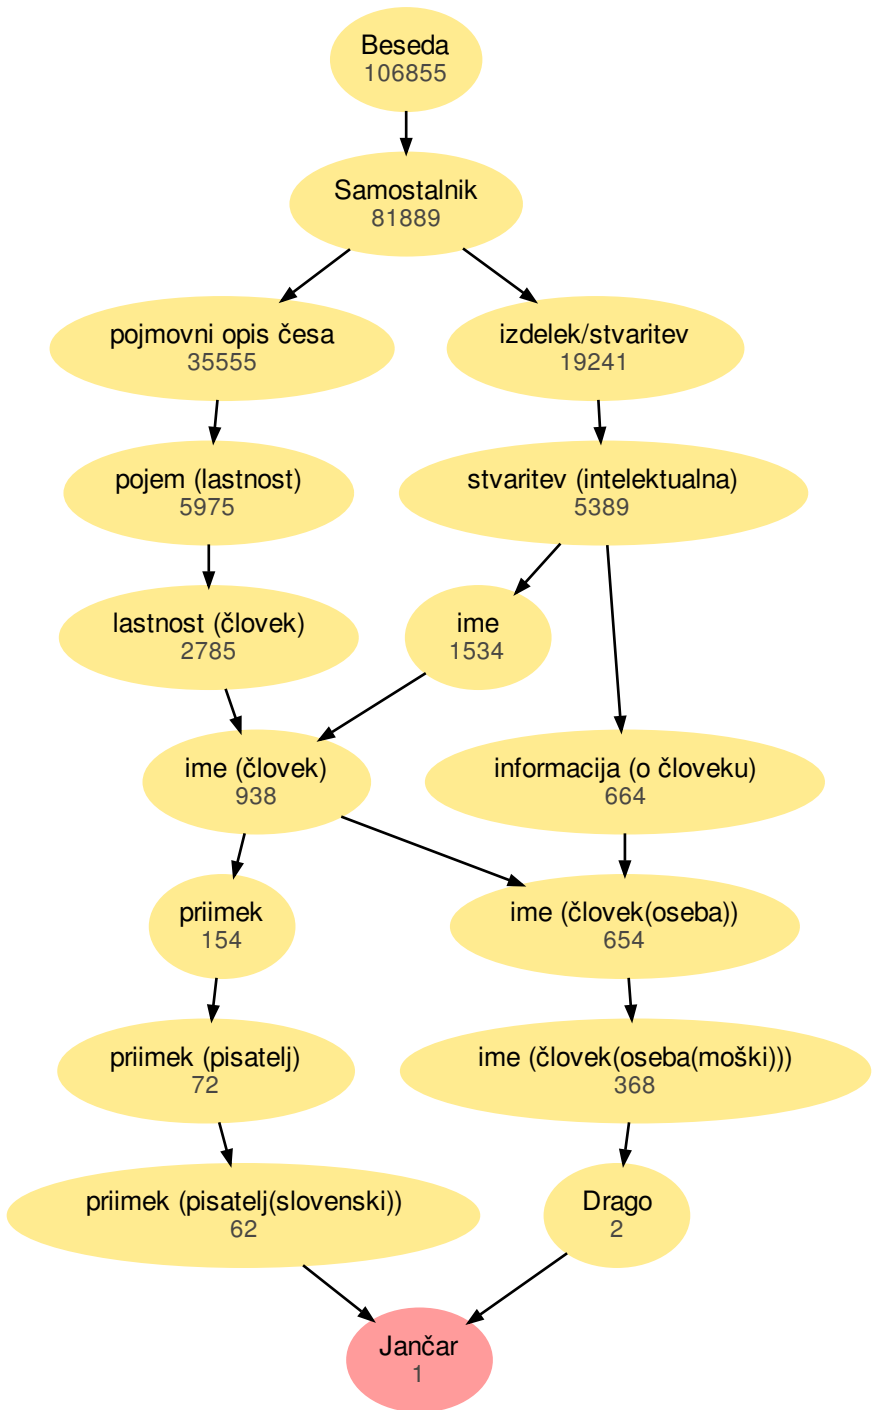 Beseda
106855
Samostalnik
81889
pojmovni opis česa
35555
izdelek/stvaritev
19241
pojem (lastnost)
5975
stvaritev (intelektualna)
5389
lastnost (človek)
2785
ime
1534
ime (človek)
938
informacija (o človeku)
664
priimek
154
ime (človek(oseba))
654
priimek (pisatelj)
72
ime (človek(oseba(moški)))
368
priimek (pisatelj(slovenski))
62
Drago
2
Jančar
1